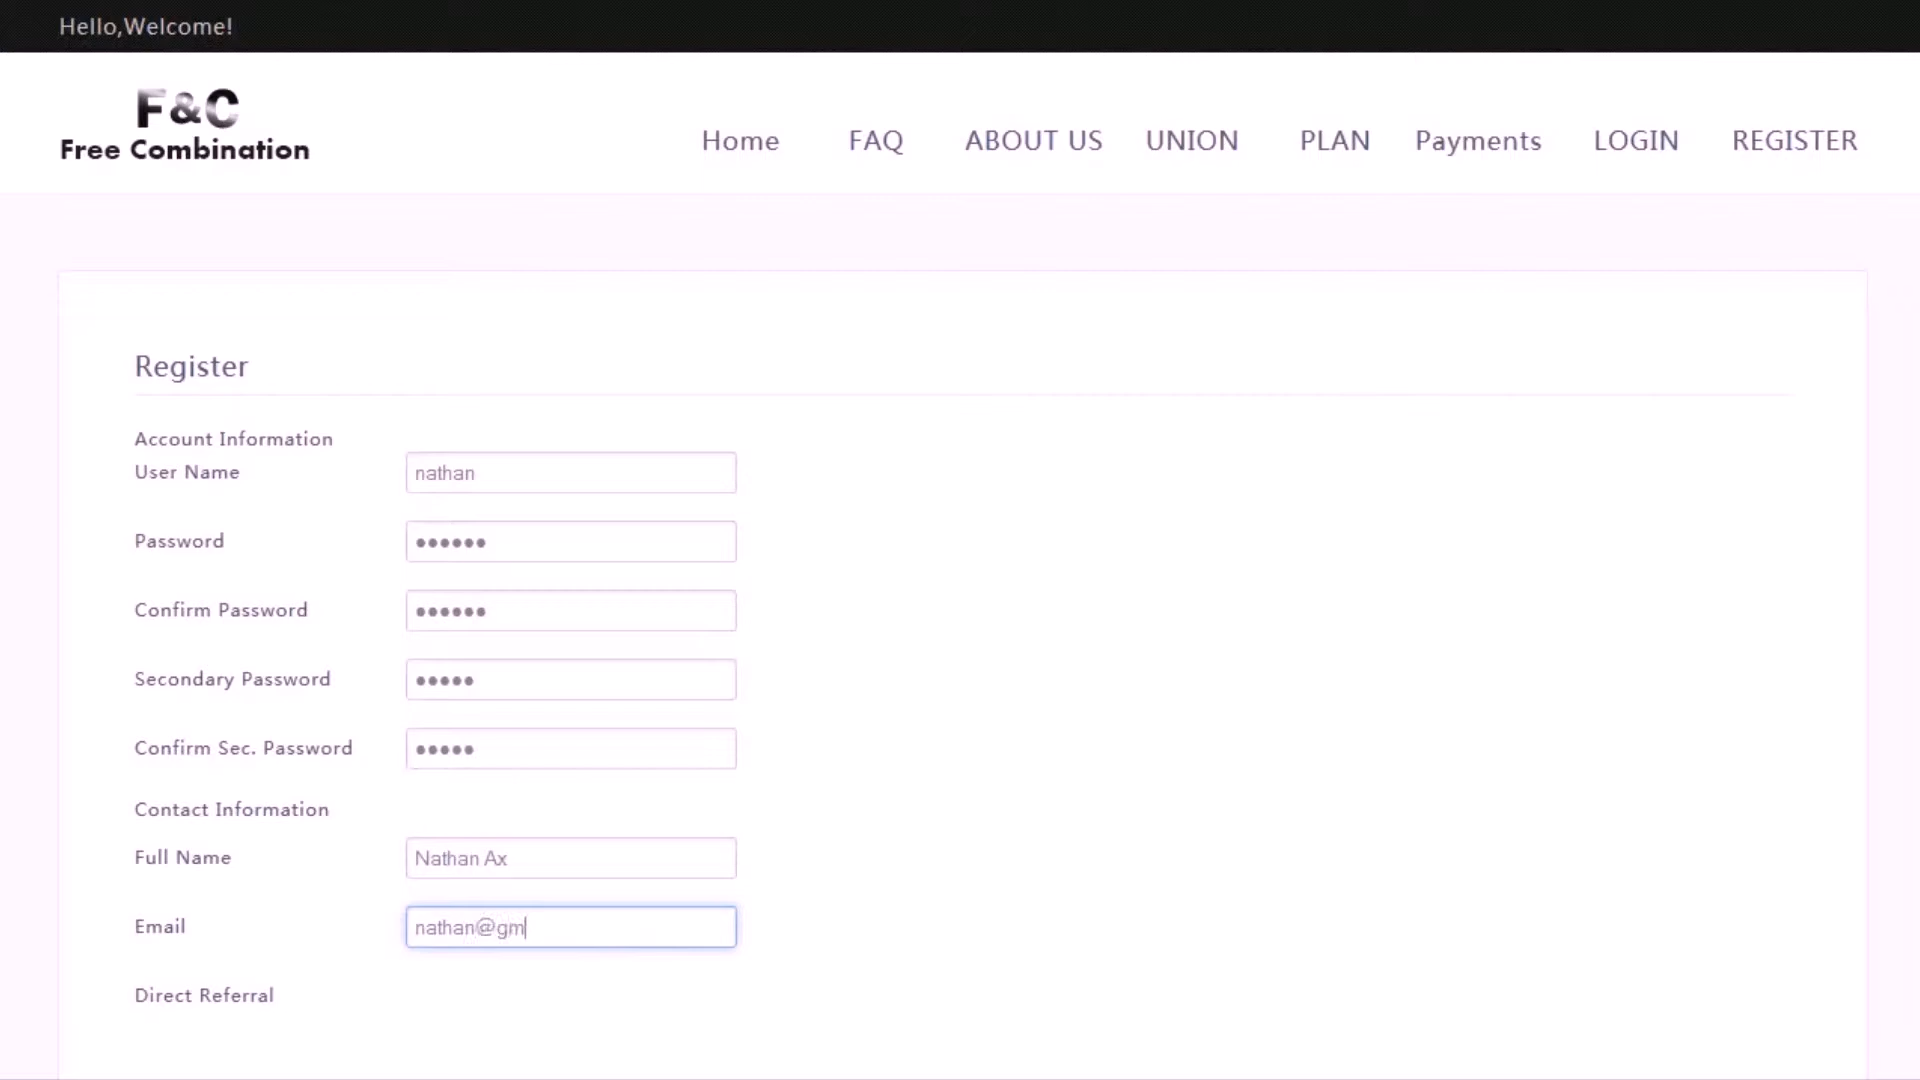 Hello,Welcome!
F&C
Free Combination
Home FAQ ABOUT US UNION PLAN Payments LOGIN REGISTER
Register
Account Information
User Name nathan
Password ••••••
Confirm Password ••••••
Secondary Password •••••
Confirm Sec. Password •••••
Contact Information
Full Name Nathan Ax
Email nathan@gm
Direct Referral